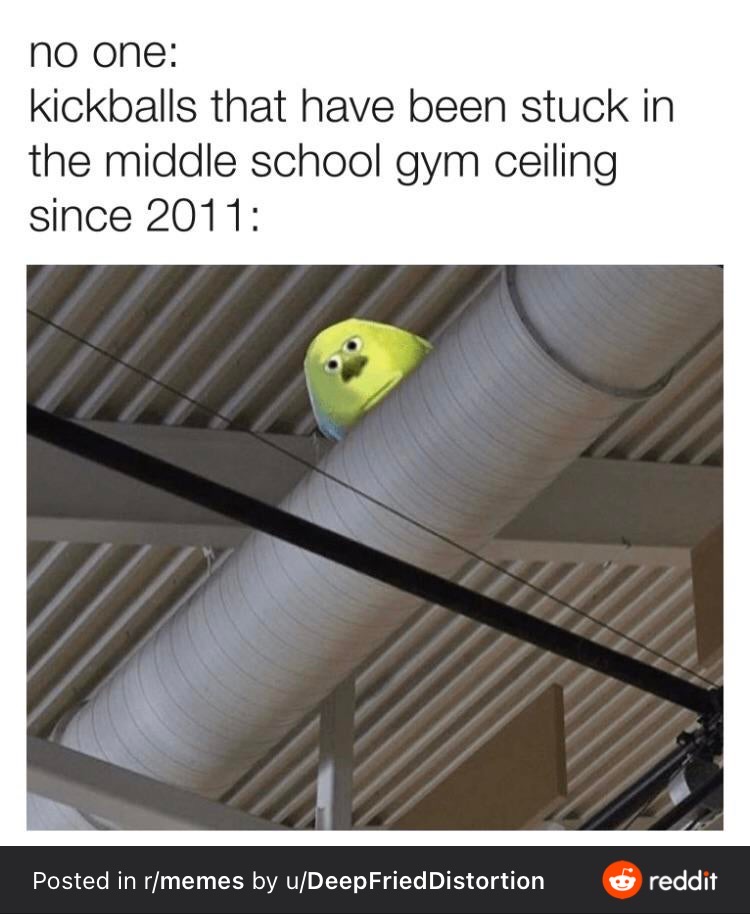 no one:
kickballs that have been stuck in
the middle school gym ceiling
since 2011:
Posted in r/memes by u/DeepFriedDistortion
reddit